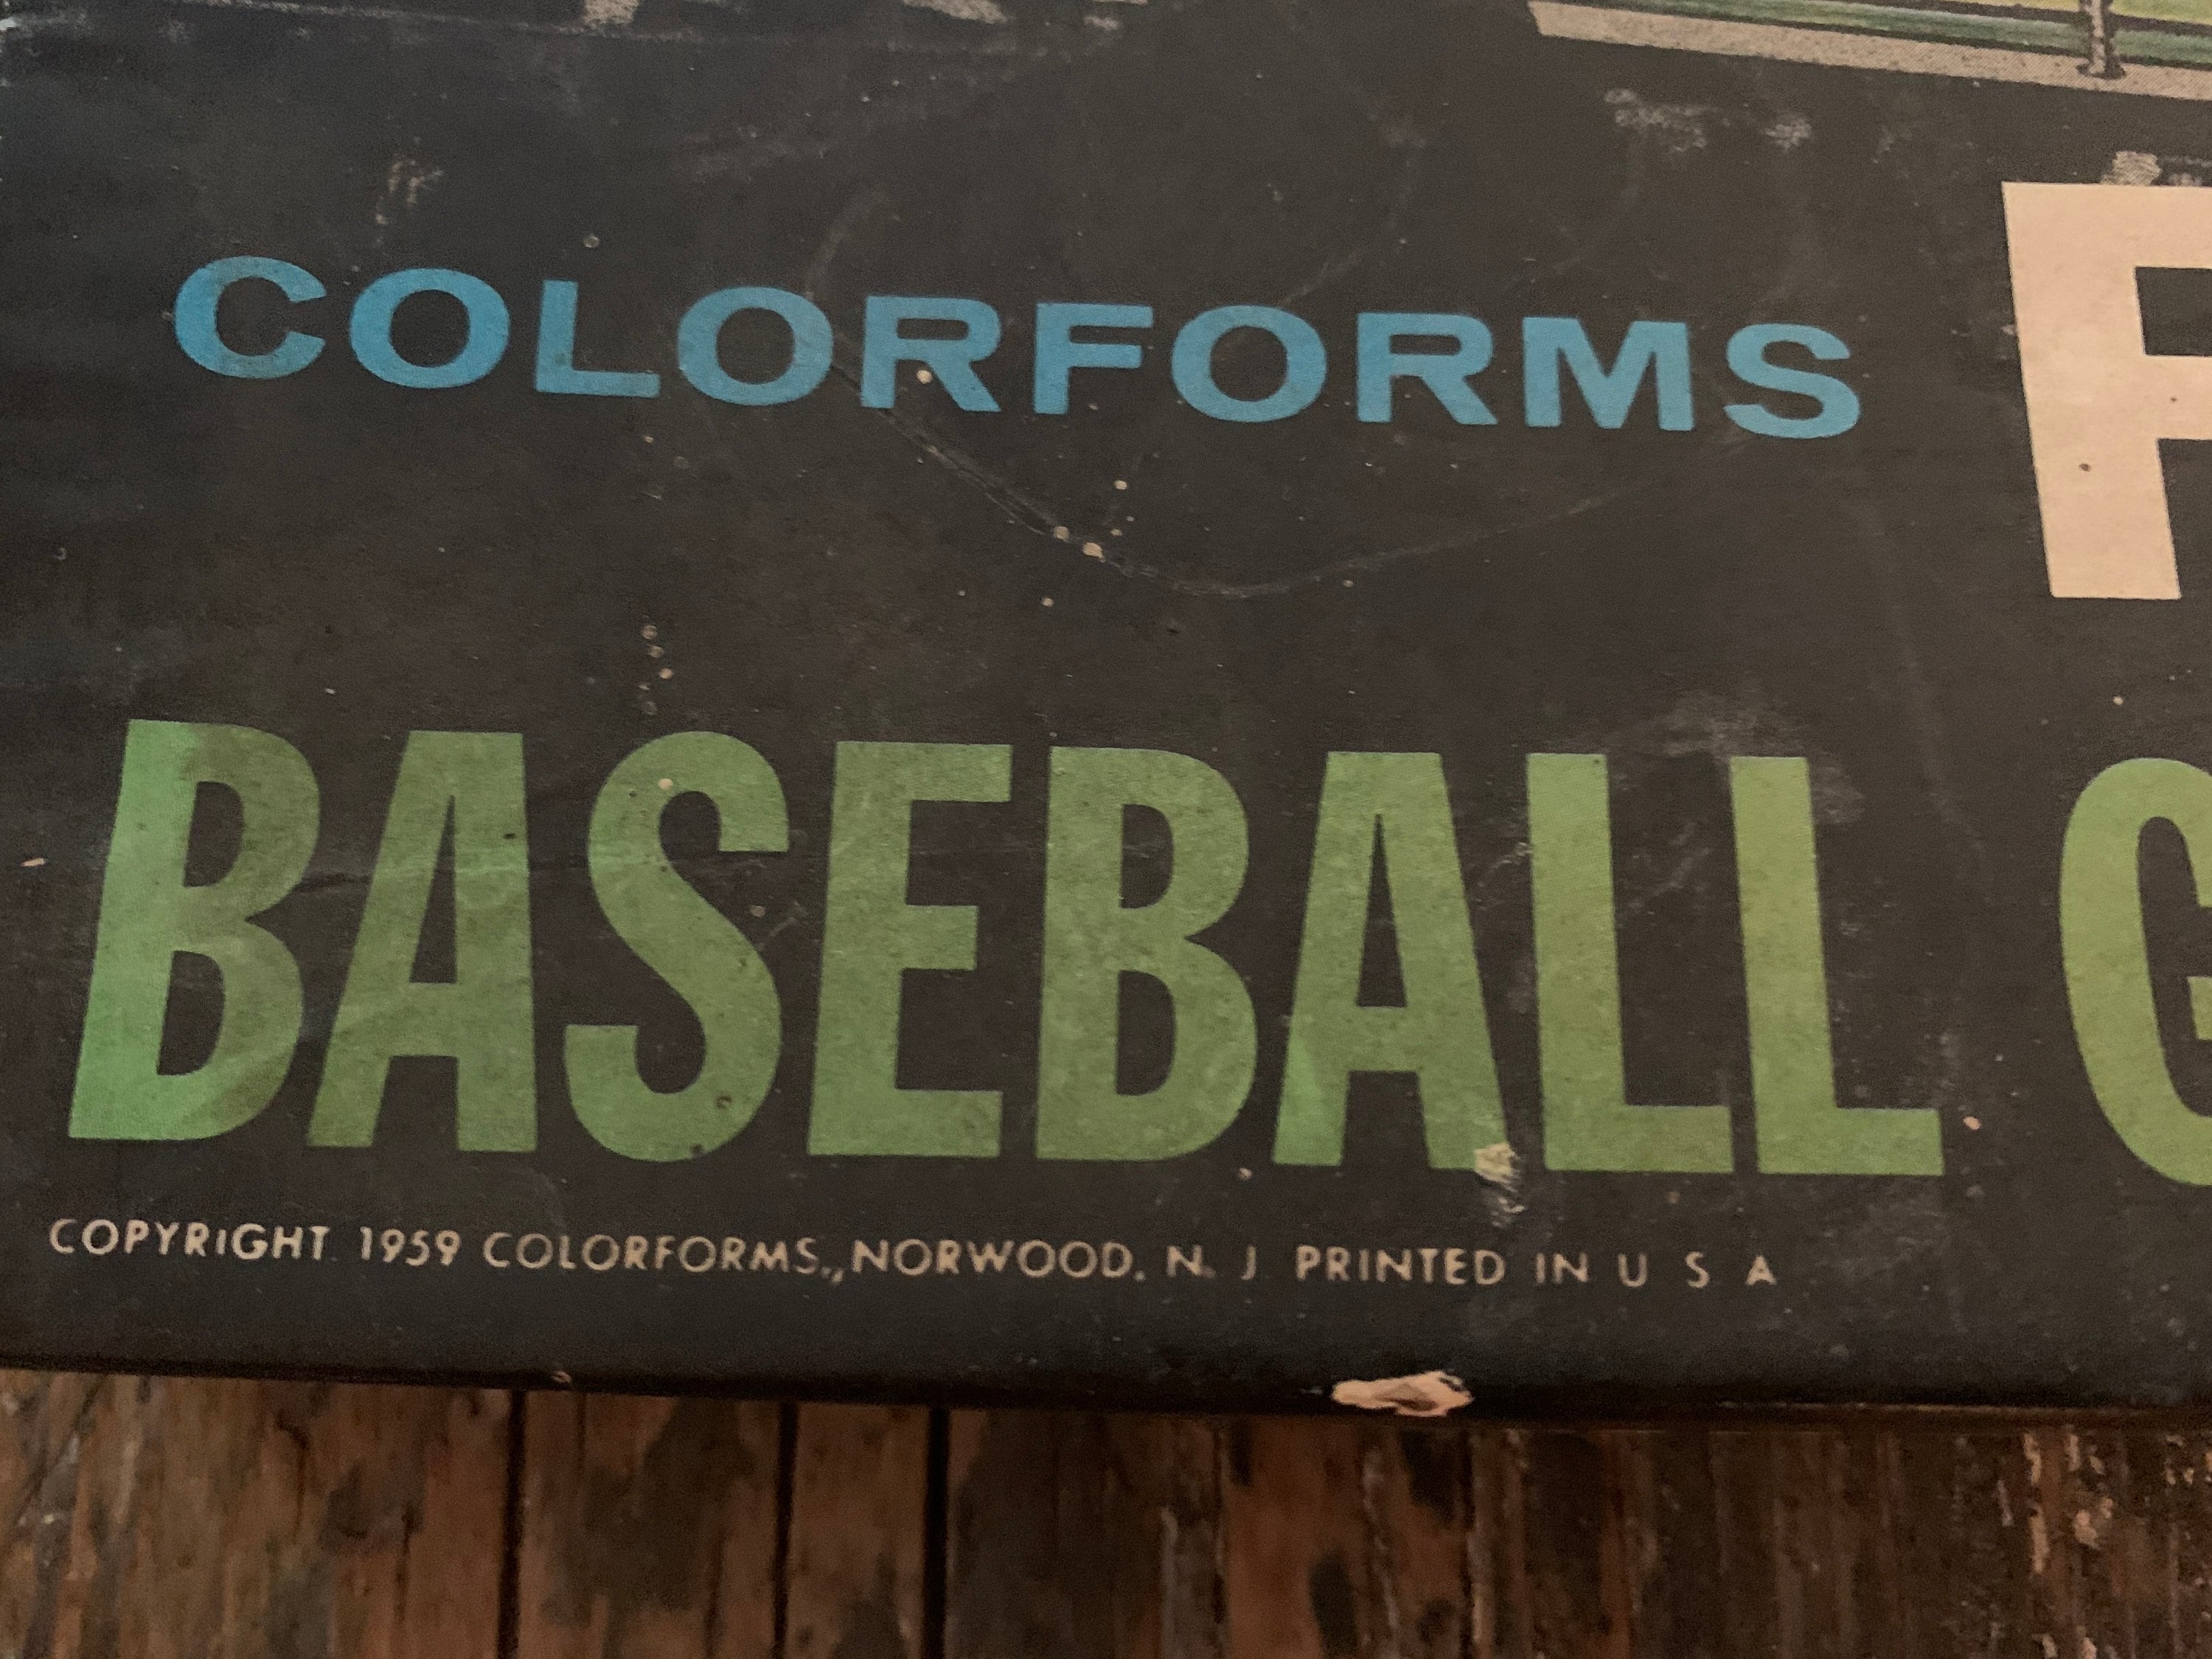 COLORFORMS
BASEBALL G
COPYRIGHT. 1959 COLORFORMS., NORWOOD. N. J. PRINTED IN U S A